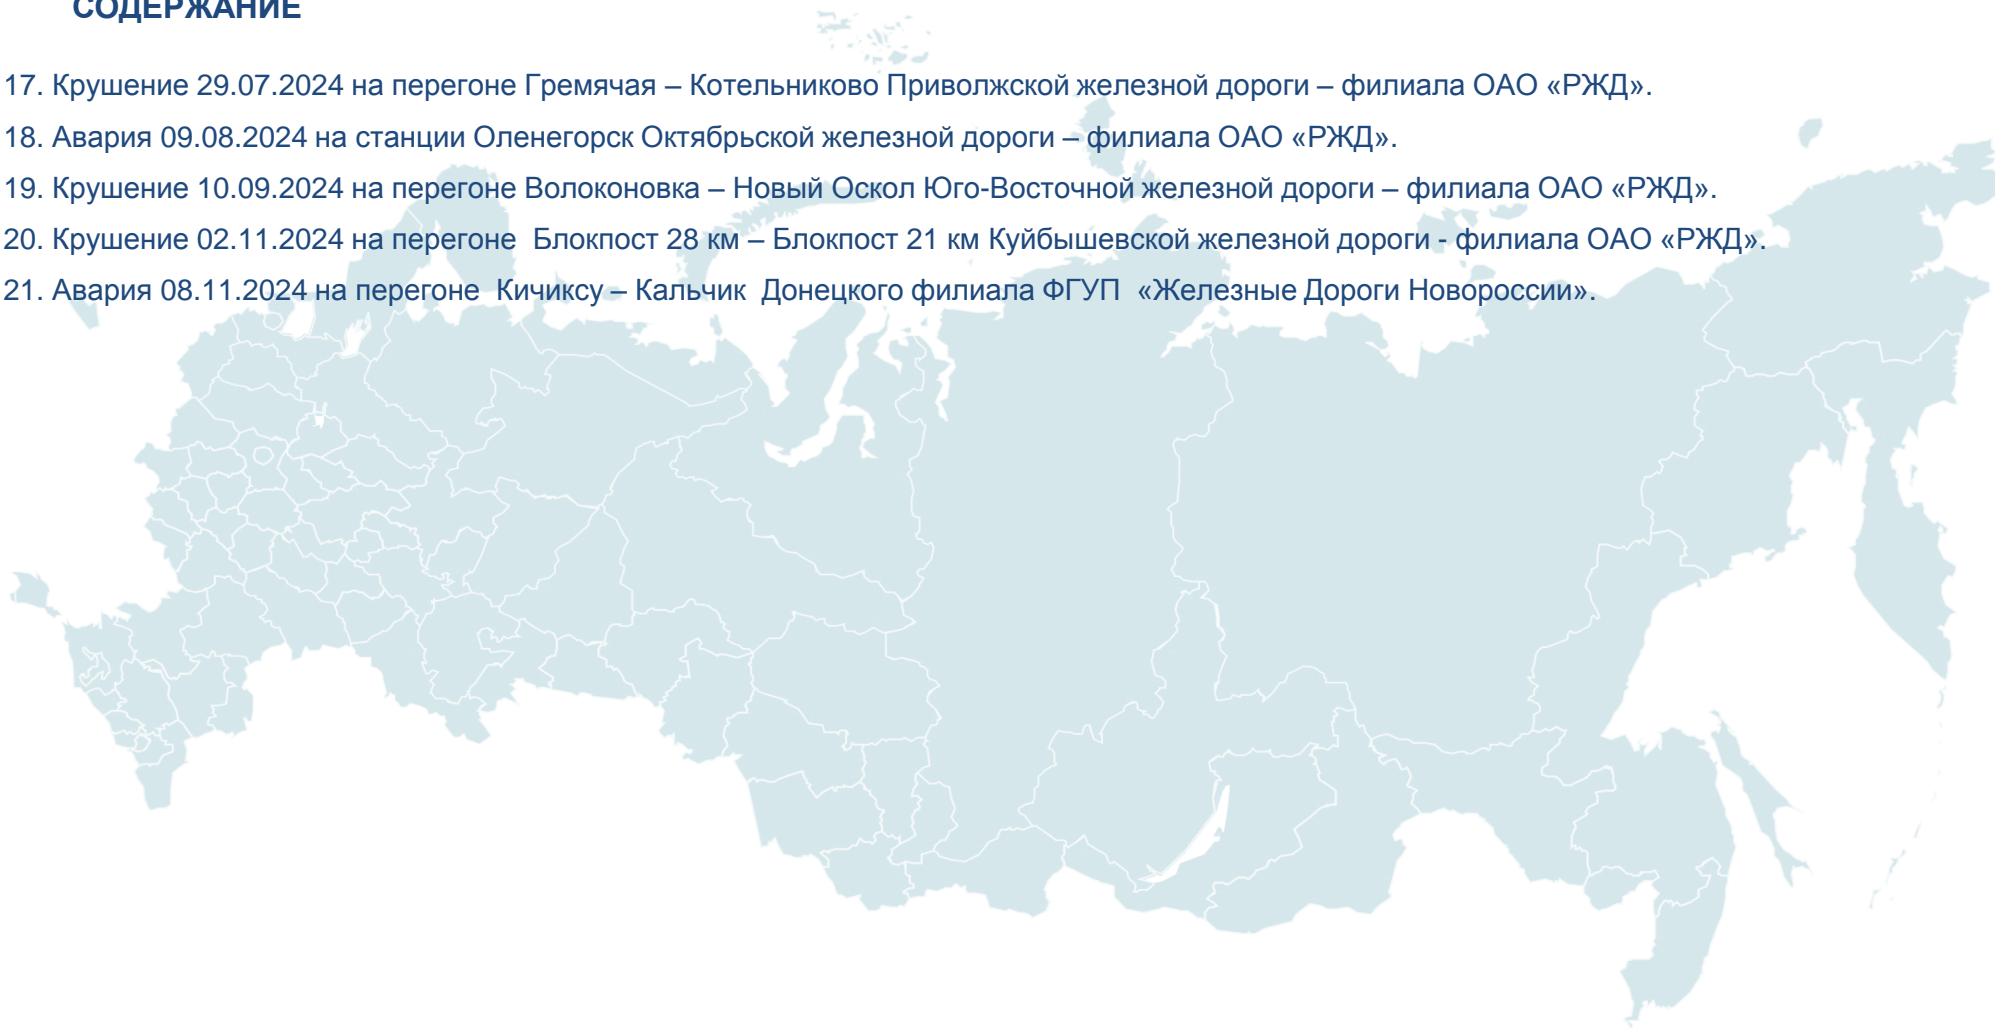 СОДЕРЖАНИЕ
17. Крушение 29.07.2024 на перегоне Гремячая – Котельниково Приволжской железной дороги – филиала ОАО «РЖД».
18. Авария 09.08.2024 на станции Оленегорск Октябрьской железной дороги – филиала ОАО «РЖД».
19. Крушение 10.09.2024 на перегоне Волоконовка – Новый Оскол Юго-Восточной железной дороги – филиала ОАО «РЖД».
20. Крушение 02.11.2024 на перегоне  Блокпост 28 км – Блокпост 21 км Куйбышевской железной дороги - филиала ОАО «РЖД».
21. Авария 08.11.2024 на перегоне  Кичиксу – Кальчик  Донецкого филиала ФГУП  «Железные Дороги Новороссии».